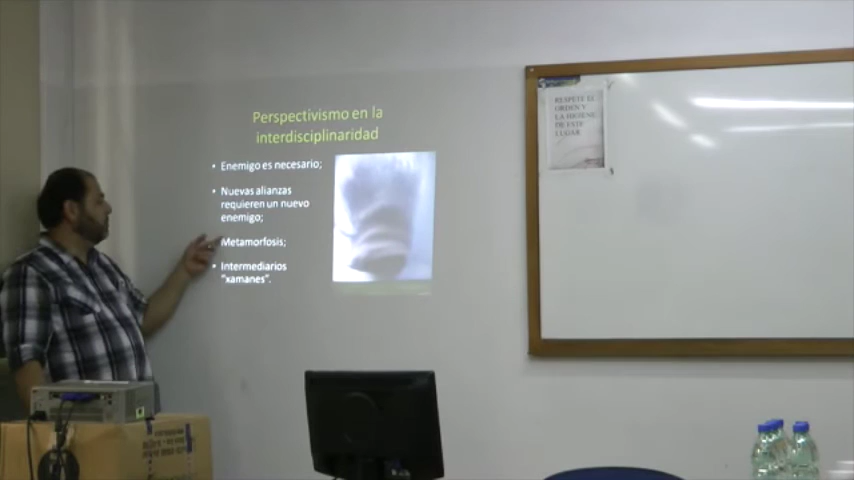 Perspectivismo en la
interdisciplinaridad
• Enemigo es necesario;
• Nuevas alianzas
requieren un nuevo
enemigo;
• Metamorfosis;
• Intermediarios
"xamanes".
RESPETE EL
ORDEN Y
LA HIGIENE
DE ESTE
LUGAR